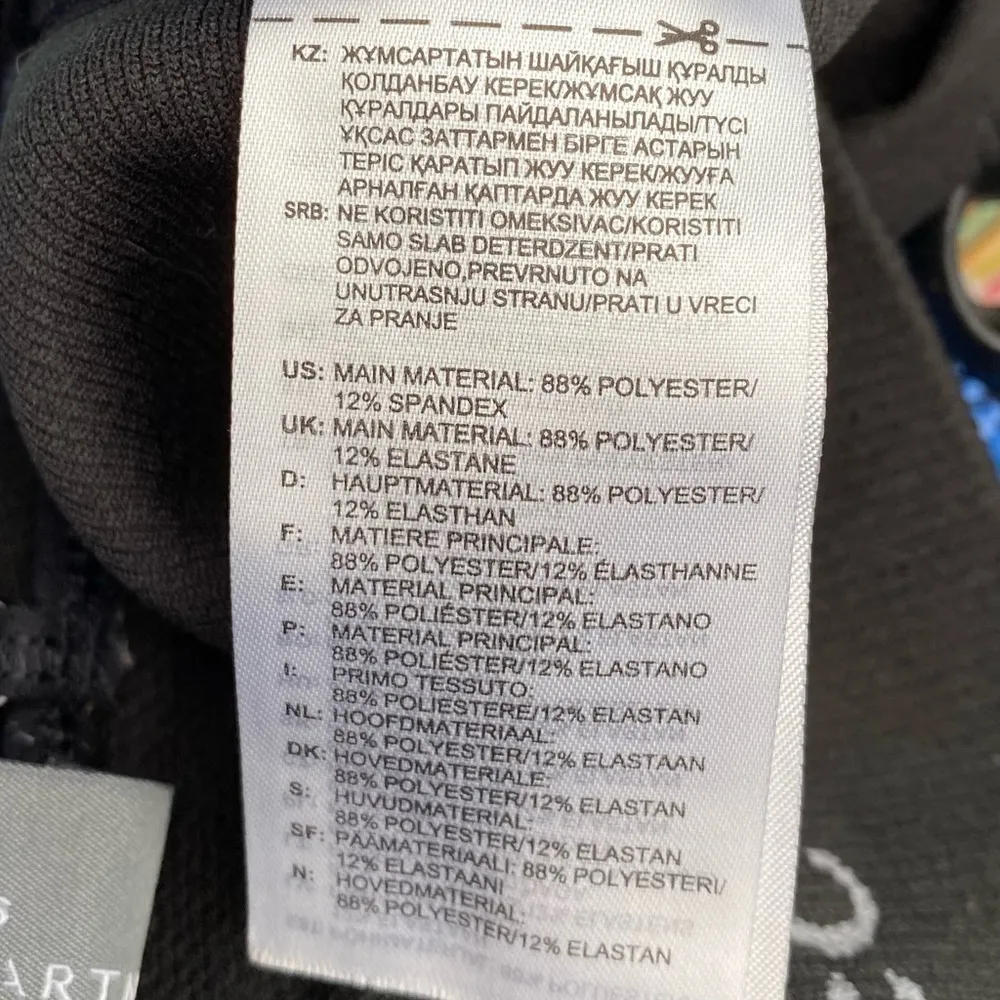 KZ: ЖҰМСАРТАТЫН ШАЙҚАҒЫШ ҚҰРАЛДЫ
ҚОЛДАНБАУ КЕРЕК/ЖҰМСАҚ ЖУУ
ҚҰРАЛДАРЫ ПАЙДАЛАНЫЛАДЫ/ТҮСІ
ҰҚСАС ЗАТТАРМЕН БІРГЕ АСТАРЫН
ТЕРІС ҚАРАТЫП ЖУУ КЕРЕК/ЖУУҒА
АРНАЛҒАН ҚАПТАРДА ЖУУ КЕРЕК
SRB: NE KORISTITI OMEKSIVAC/KORISTITI
SAMO SLAB DETERDZENT/PRATI
ODVOJENO,PREVRNUTO NA
UNUTRASNJU STRANU/PRATI U VRECI
ZA PRANJE
US: MAIN MATERIAL: 88% POLYESTER/
12% SPANDEX
UK: MAIN MATERIAL: 88% POLYESTER/
12% ELASTANE
D: HAUPTMATERIAL: 88% POLYESTER/
12% ELASTHAN
F: MATIERE PRINCIPALE:
88% POLYESTER/12% ÉLASTHANNE
E: MATERIAL PRINCIPAL:
88% POLIÉSTER/12% ELASTANO
P: MATERIAL PRINCIPAL:
88% POLIÉSTER/12% ELASTANO
I: PRIMO TESSUTO:
88% POLIESTERE/12% ELASTAN
NL: HOOFDMATERIAAL:
88% POLYESTER/12% ELASTAAN
DK: HOVEDMATERIALE:
88% POLYESTER/12% ELASTAN
S: HUVUDMATERIAL:
88% POLYESTER/12% ELASTAN
SF: PÄÄMATERIAALI: 88% POLYESTERI/
12% ELASTAANI
N: HOVEDMATERIAL:
88% POLYESTER/12% ELASTAN